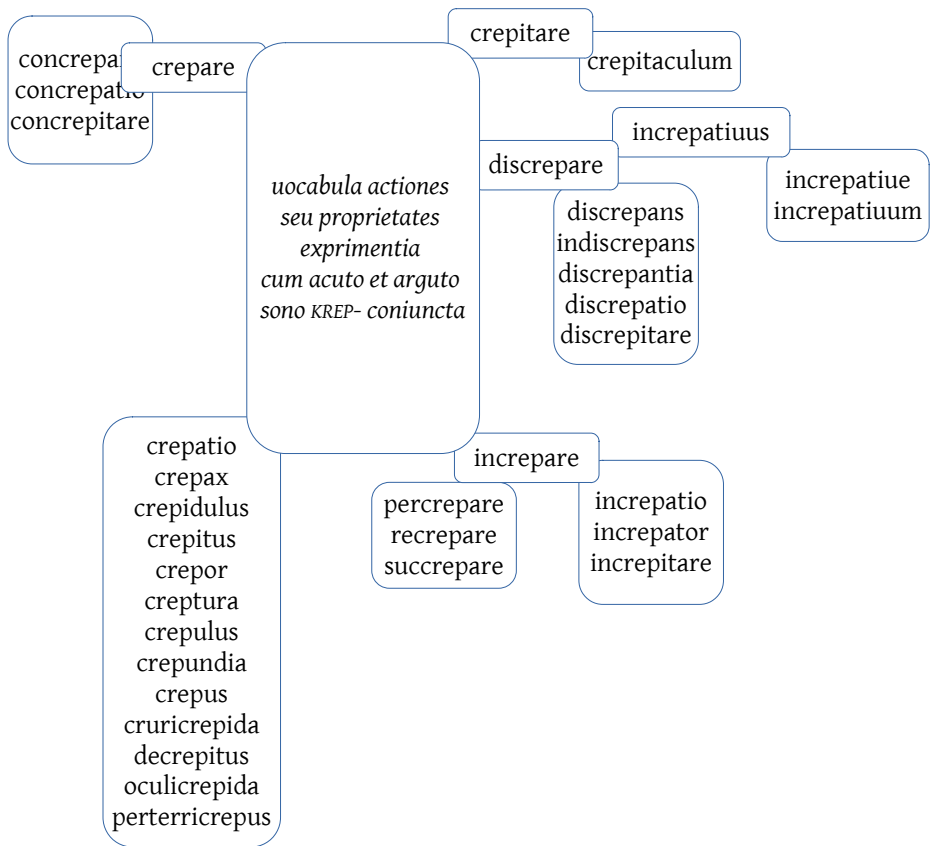 concrepar
concrepatio
concrepitare
crepare
crepitare
crepitaculum
uocabula actiones
seu proprietates
exprimentia
cum acuto et arguto
sono KREP- coniuncta
discrepare
increpatiuus
increpatiue
increpatiuum
discrepans
indiscrepans
discrepantia
discrepatio
discrepitare
increpare
percrepare
recrepare
succrepare
increpatio
increpator
increpitare
crepatio
crepax
crepidulus
crepitus
crepor
creptura
crepulus
crepundia
crepus
cruricrepida
decrepitus
oculicrepida
perterricrepus